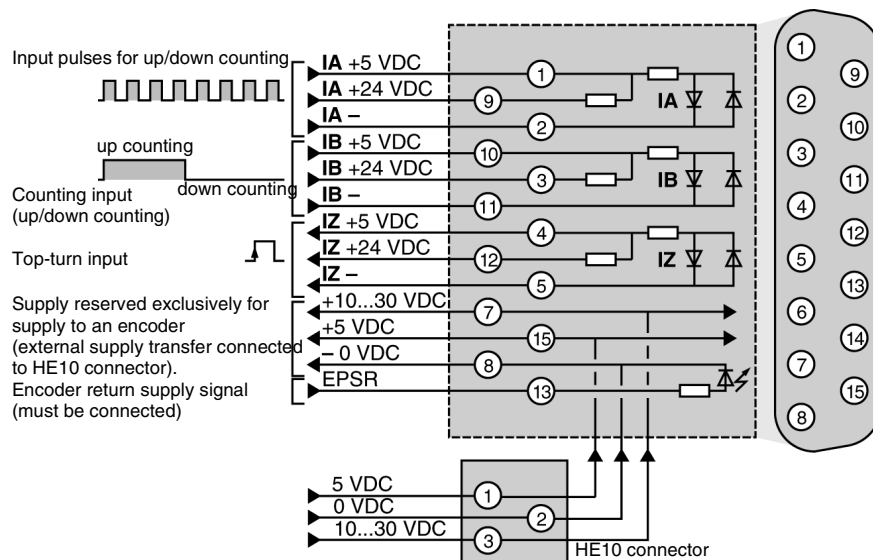 Input pulses for up/down counting
IA +5 VDC 1
IA +24 VDC 9
IA – 2
IA
up counting
down counting
Counting input
(up/down counting)
IB +5 VDC 10
IB +24 VDC 3
IB – 11
IB
Top-turn input
IZ +5 VDC 4
IZ +24 VDC 12
IZ – 5
IZ
Supply reserved exclusively for
supply to an encoder
(external supply transfer connected
to HE10 connector).
+10...30 VDC 7
+5 VDC 15
– 0 VDC 8
Encoder return supply signal
(must be connected)
EPSR 13
5 VDC 1
0 VDC 2
10...30 VDC 3
HE10 connector
1
9
2
10
3
11
4
12
5
13
6
14
7
15
8